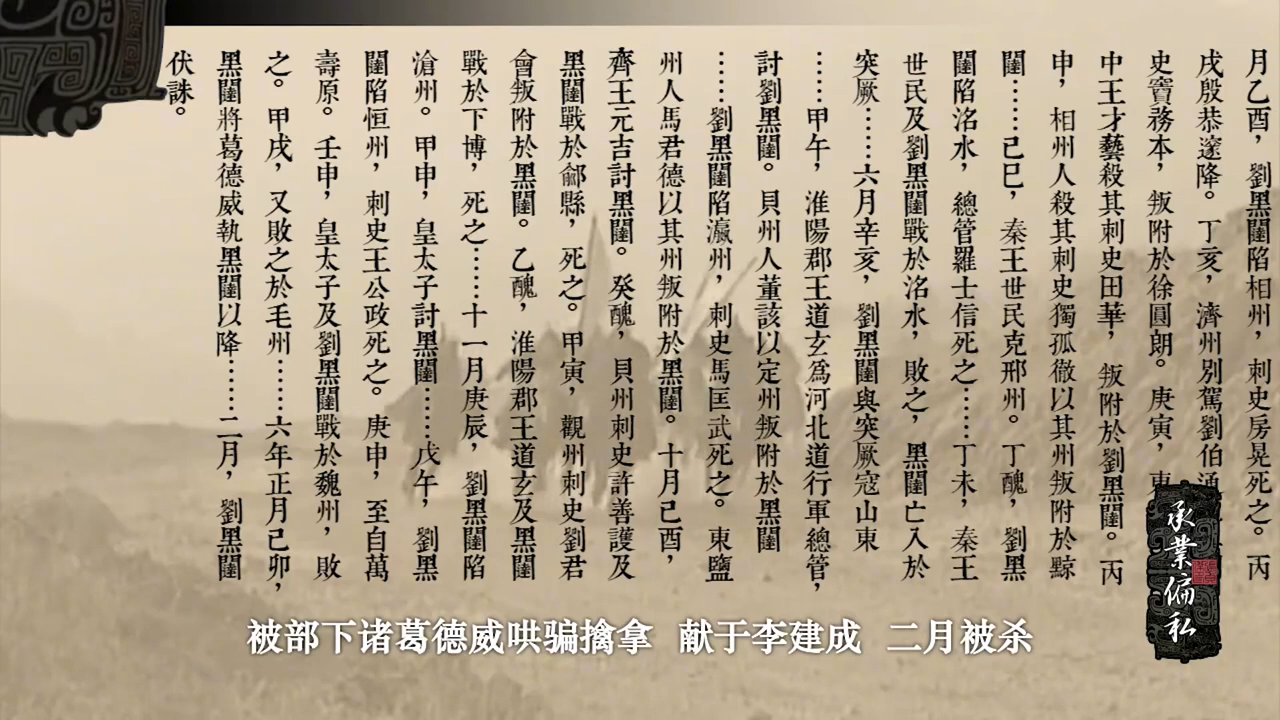 月乙酉，劉黑闥陷相州，刺史房晃死之。丙
戌殷恭邃降。丁亥，濟州別駕劉伯通
史竇務本，叛附於徐圓朗。庚寅，東
中王才藝殺其刺史田華，叛附於劉黑闥。丙
申，相州人殺其刺史獨孤徹以其州叛附於黥
闥……己巳，秦王世民克邢州。丁醜，劉黑
闥陷洺水，總管羅士信死之……丁未，秦王
世民及劉黑闥戰於洺水，敗之，黑闥亡入於
突厥……六月辛亥，劉黑闥與突厥寇山東
……甲午，淮陽郡王道玄爲河北道行軍總管，
討劉黑闥。貝州人董該以定州叛附於黑闥
……劉黑闥陷瀛州，刺史馬匡武死之。東鹽
州人馬君德以其州叛附於黑闥。十月己酉，
齊王元吉討黑闥。癸醜，貝州刺史許善護及
黑闥戰於鄃縣，死之。甲寅，觀州刺史劉君
會叛附於黑闥。乙醜，淮陽郡王道玄及黑闥
戰於下博，死之……十一月庚辰，劉黑闥陷
滄州。甲申，皇太子討黑闥……戊午，劉黑
闥陷恒州，刺史王公政死之。庚申，至自萬
壽原。壬申，皇太子及劉黑闥戰於魏州，敗
之。甲戌，又敗之於毛州……六年正月己卯，
黑闥將葛德威執黑闥以降……二月，劉黑闥
伏誅。
承業偏私
被部下诸葛德威哄骗擒拿 献于李建成 二月被杀